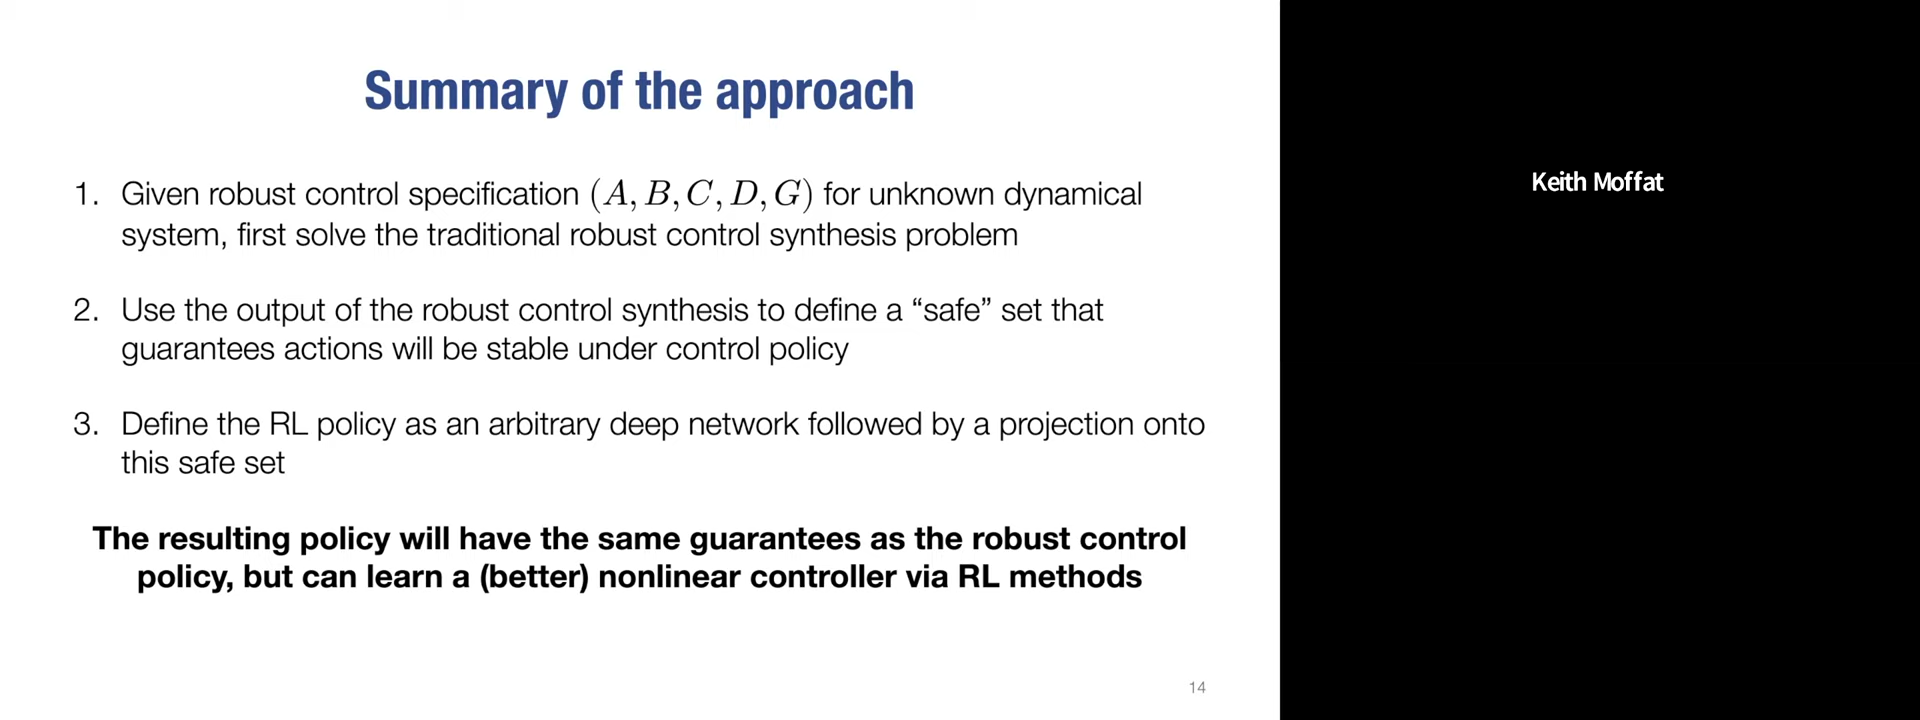 Summary of the approach
1. Given robust control specification (A, B, C, D, G) for unknown dynamical
system, first solve the traditional robust control synthesis problem
2. Use the output of the robust control synthesis to define a “safe” set that
guarantees actions will be stable under control policy
3. Define the RL policy as an arbitrary deep network followed by a projection onto
this safe set
The resulting policy will have the same guarantees as the robust control
policy, but can learn a (better) nonlinear controller via RL methods
14
Keith Moffat